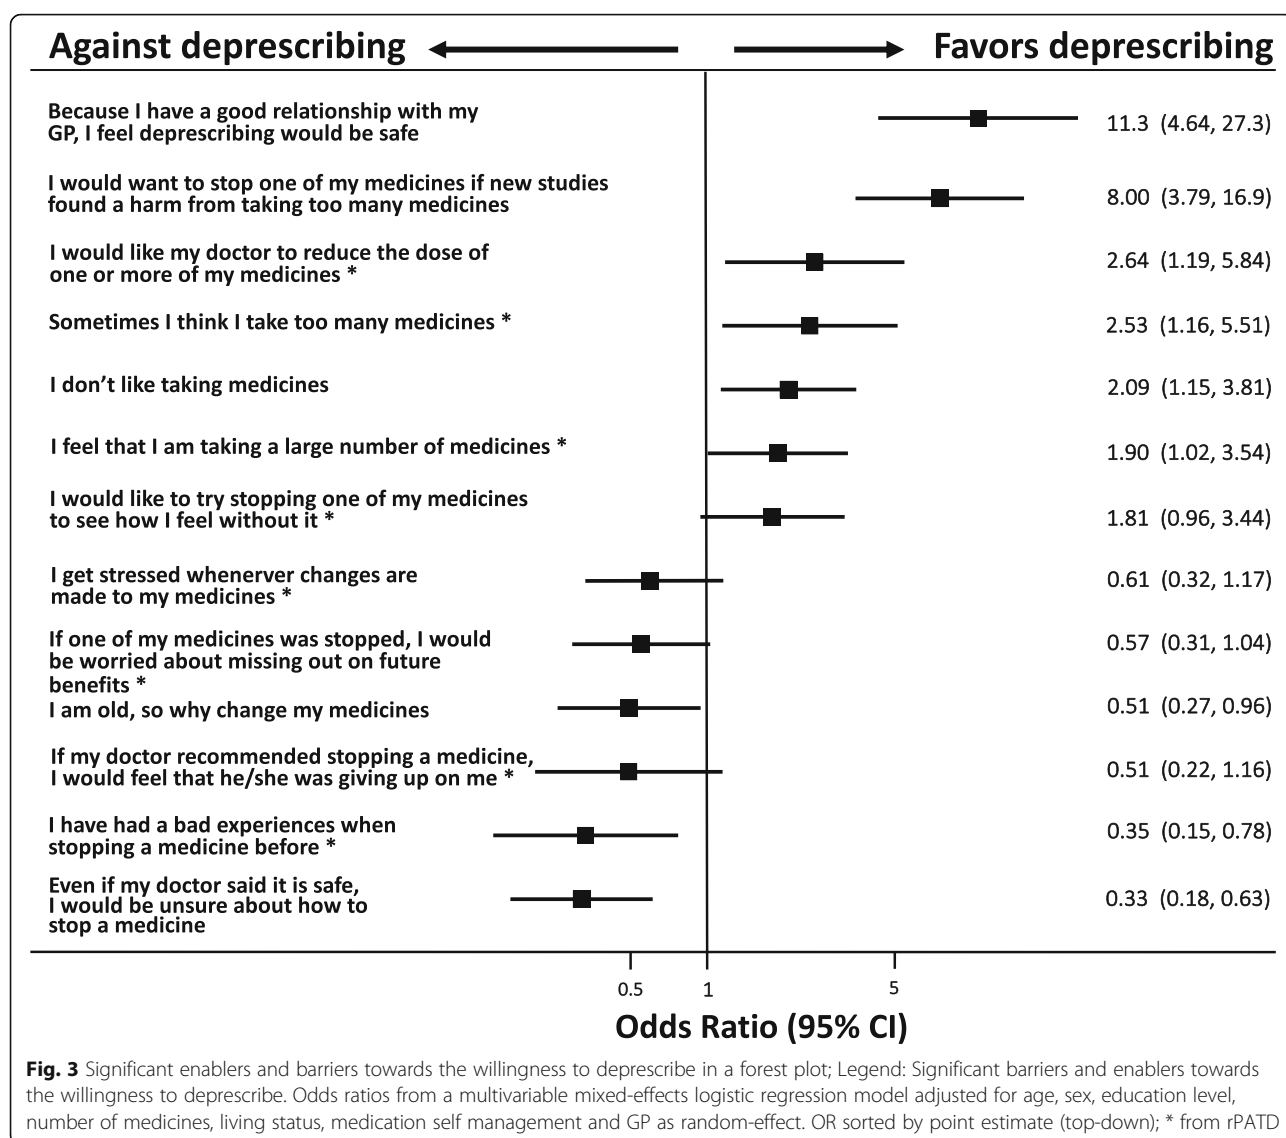 Against deprescribing Favors deprescribing
Because I have a good relationship with my
GP, I feel deprescribing would be safe
11.3 (4.64, 27.3)
I would want to stop one of my medicines if new studies
found a harm from taking too many medicines
8.00 (3.79, 16.9)
I would like my doctor to reduce the dose of
one or more of my medicines *
2.64 (1.19, 5.84)
Sometimes I think I take too many medicines *
2.53 (1.16, 5.51)
I don't like taking medicines
2.09 (1.15, 3.81)
I feel that I am taking a large number of medicines *
1.90 (1.02, 3.54)
I would like to try stopping one of my medicines
to see how I feel without it *
1.81 (0.96, 3.44)
I get stressed whenerver changes are
made to my medicines *
0.61 (0.32, 1.17)
If one of my medicines was stopped, I would
be worried about missing out on future
benefits *
0.57 (0.31, 1.04)
I am old, so why change my medicines
0.51 (0.27, 0.96)
If my doctor recommended stopping a medicine,
I would feel that he/she was giving up on me *
0.51 (0.22, 1.16)
I have had a bad experiences when
stopping a medicine before *
0.35 (0.15, 0.78)
Even if my doctor said it is safe,
I would be unsure about how to
stop a medicine
0.33 (0.18, 0.63)
0.5 1 5
Odds Ratio (95% CI)
Fig. 3 Significant enablers and barriers towards the willingness to deprescribe in a forest plot; Legend: Significant barriers and enablers towards
the willingness to deprescribe. Odds ratios from a multivariable mixed-effects logistic regression model adjusted for age, sex, education level,
number of medicines, living status, medication self management and GP as random-effect. OR sorted by point estimate (top-down); * from rPATD